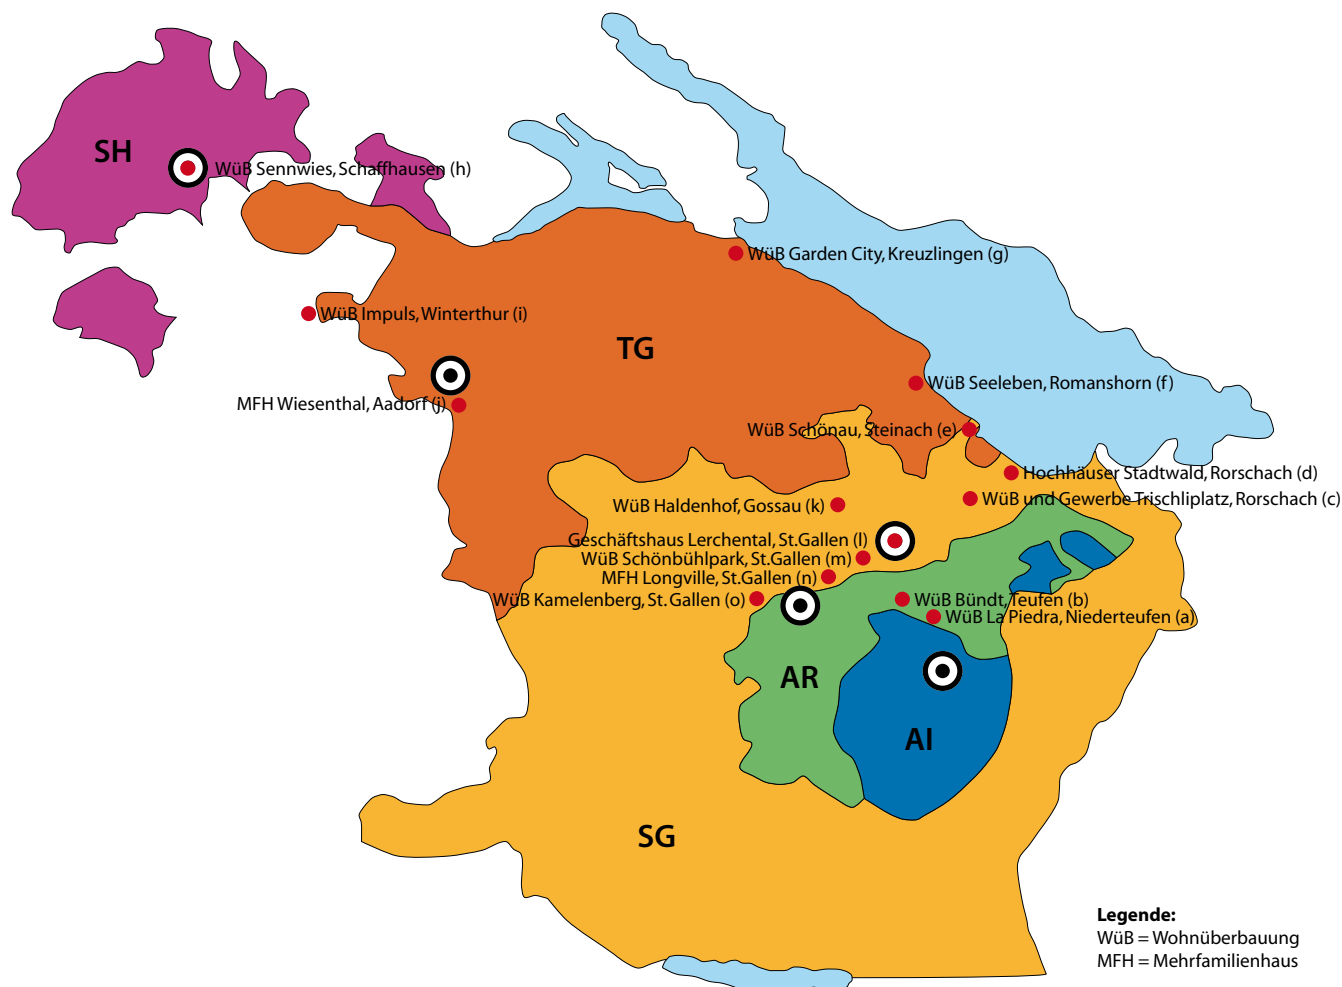 SH
WüB Sennwies, Schaffhausen (h)
WüB Garden City, Kreuzlingen (g)
WüB Impuls, Winterthur (i)
TG
WüB Seeleben, Romanshorn (f)
MFH Wiesenthal, Aadorf (j)
WüB Schönau, Steinach (e)
Hochhäuser Stadtwald, Rorschach (d)
WüB und Gewerbe Trischliplatz, Rorschach (c)
WüB Haldenhof, Gossau (k)
Geschäftshaus Lerchental, St.Gallen (l)
WüB Schönbühlpark, St.Gallen (m)
MFH Longville, St.Gallen (n)
WüB Kamelenberg, St. Gallen (o)
WüB Bündt, Teufen (b)
WüB La Piedra, Niederteufen (a)
AR
AI
SG
Legende:
WüB = Wohnüberbauung
MFH = Mehrfamilienhaus